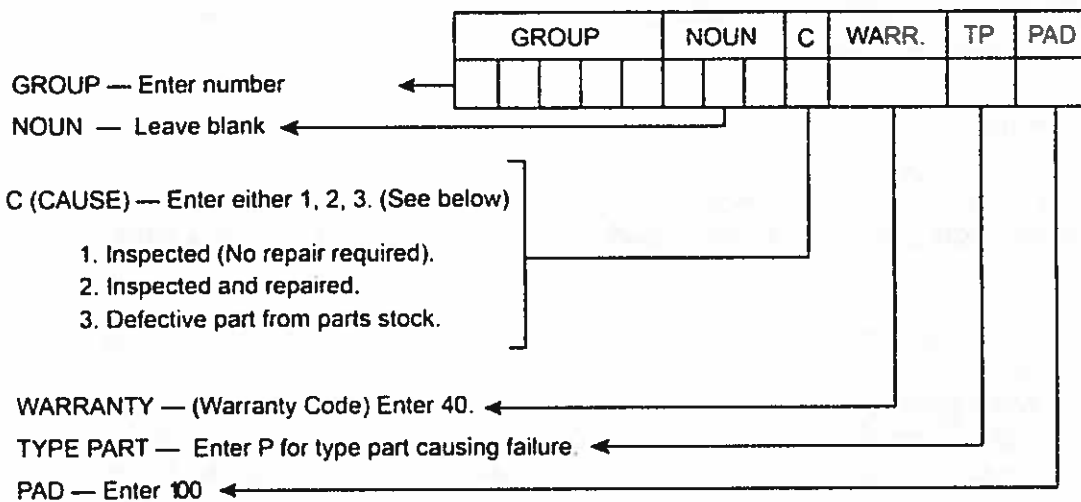 GROUP NOUN C WARR. TP PAD
GROUP — Enter number
NOUN — Leave blank
C (CAUSE) — Enter either 1, 2, 3. (See below)
1. Inspected (No repair required).
2. Inspected and repaired.
3. Defective part from parts stock.
WARRANTY — (Warranty Code) Enter 40.
TYPE PART — Enter P for type part causing failure.
PAD — Enter 100